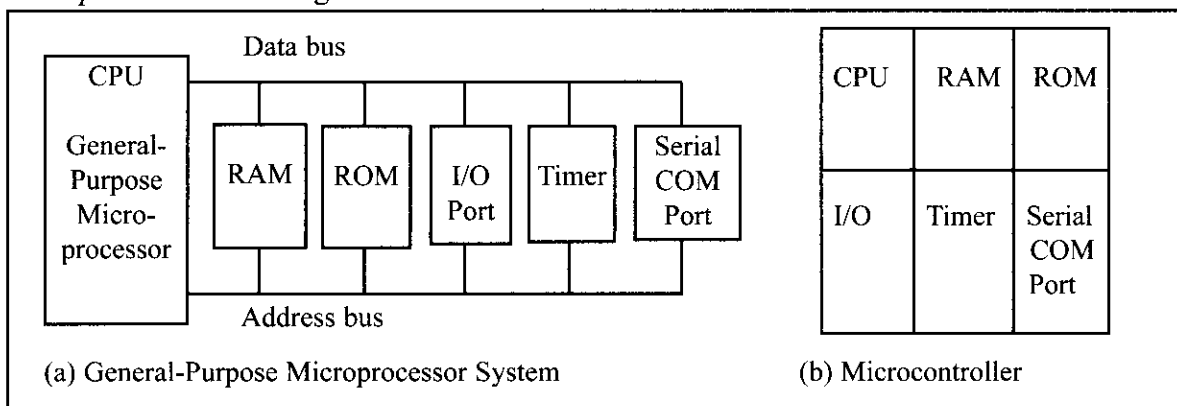 Data bus
CPU
General-
Purpose
Micro-
processor
RAM
ROM
I/O
Port
Timer
Serial
COM
Port
Address bus
(a) General-Purpose Microprocessor System
CPU
RAM
ROM
I/O
Timer
Serial
COM
Port
(b) Microcontroller